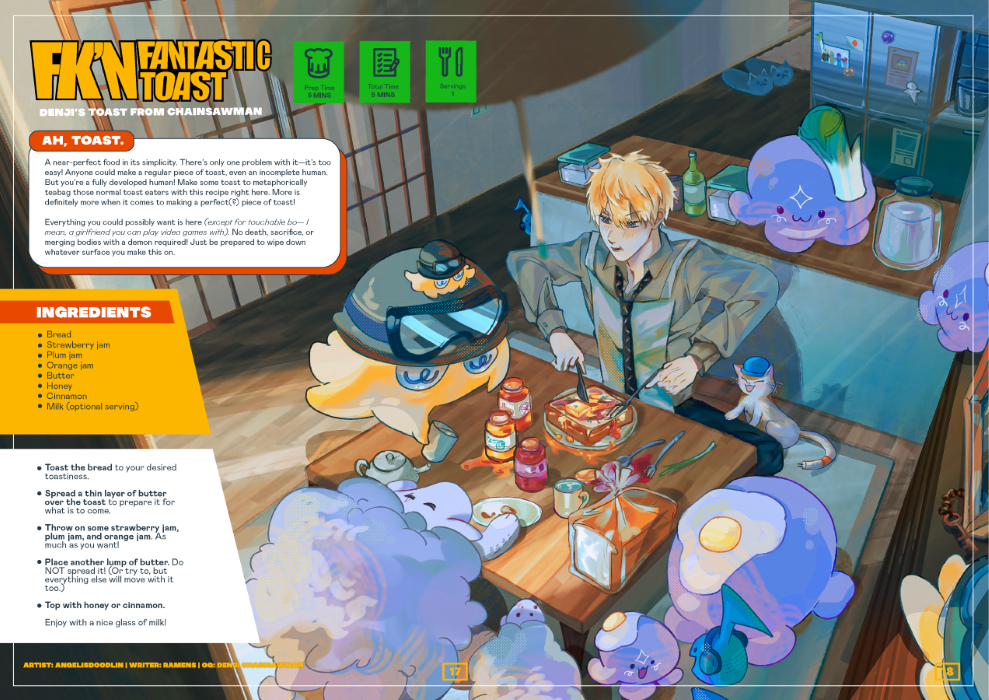 FK'N FANTASTIC TOAST
DENJI'S TOAST FROM CHAINSAWMAN
Prep Time
5 MINS
Total Time
5 MINS
Servings
1
AH, TOAST.
A near-perfect food in its simplicity. There's only one problem with it—it's too
easy! Anyone could make a regular piece of toast, even an incomplete human.
But you're a fully developed human! Make some toast to metaphorically
teabag those normal toast eaters with this recipe right here. More is
definitely more when it comes to making a perfect(?) piece of toast!
Everything you could possibly want is here (except for touchable bo— I
mean, a girlfriend you can play video games with). No death, sacrifice, or
merging bodies with a demon required! Just be prepared to wipe down
whatever surface you make this on.
INGREDIENTS
• Bread
• Strawberry jam
• Plum jam
• Orange jam
• Butter
• Honey
• Cinnamon
• Milk (optional serving)
• Toast the bread to your desired
toastiness.
• Spread a thin layer of butter
over the toast to prepare it for
what is to come.
• Throw on some strawberry jam,
plum jam, and orange jam. As
much as you want!
• Place another lump of butter. Do
NOT spread it! (Or try to, but
everything else will move with it
too.)
• Top with honey or cinnamon.
Enjoy with a nice glass of milk!
ARTIST: ANGELISDOODLIN | WRITER: RAMENS | OG: DENJI, CHAINSAWMAN
17
18